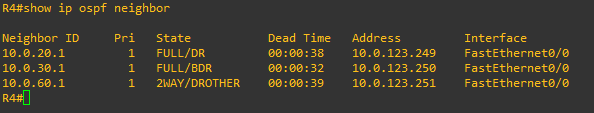 R4#show ip ospf neighbor
Neighbor ID     Pri   State           Dead Time   Address         Interface
10.0.20.1         1   FULL/DR         00:00:38    10.0.123.249    FastEthernet0/0
10.0.30.1         1   FULL/BDR        00:00:32    10.0.123.250    FastEthernet0/0
10.0.60.1         1   2WAY/DROTHER    00:00:39    10.0.123.251    FastEthernet0/0
R4#